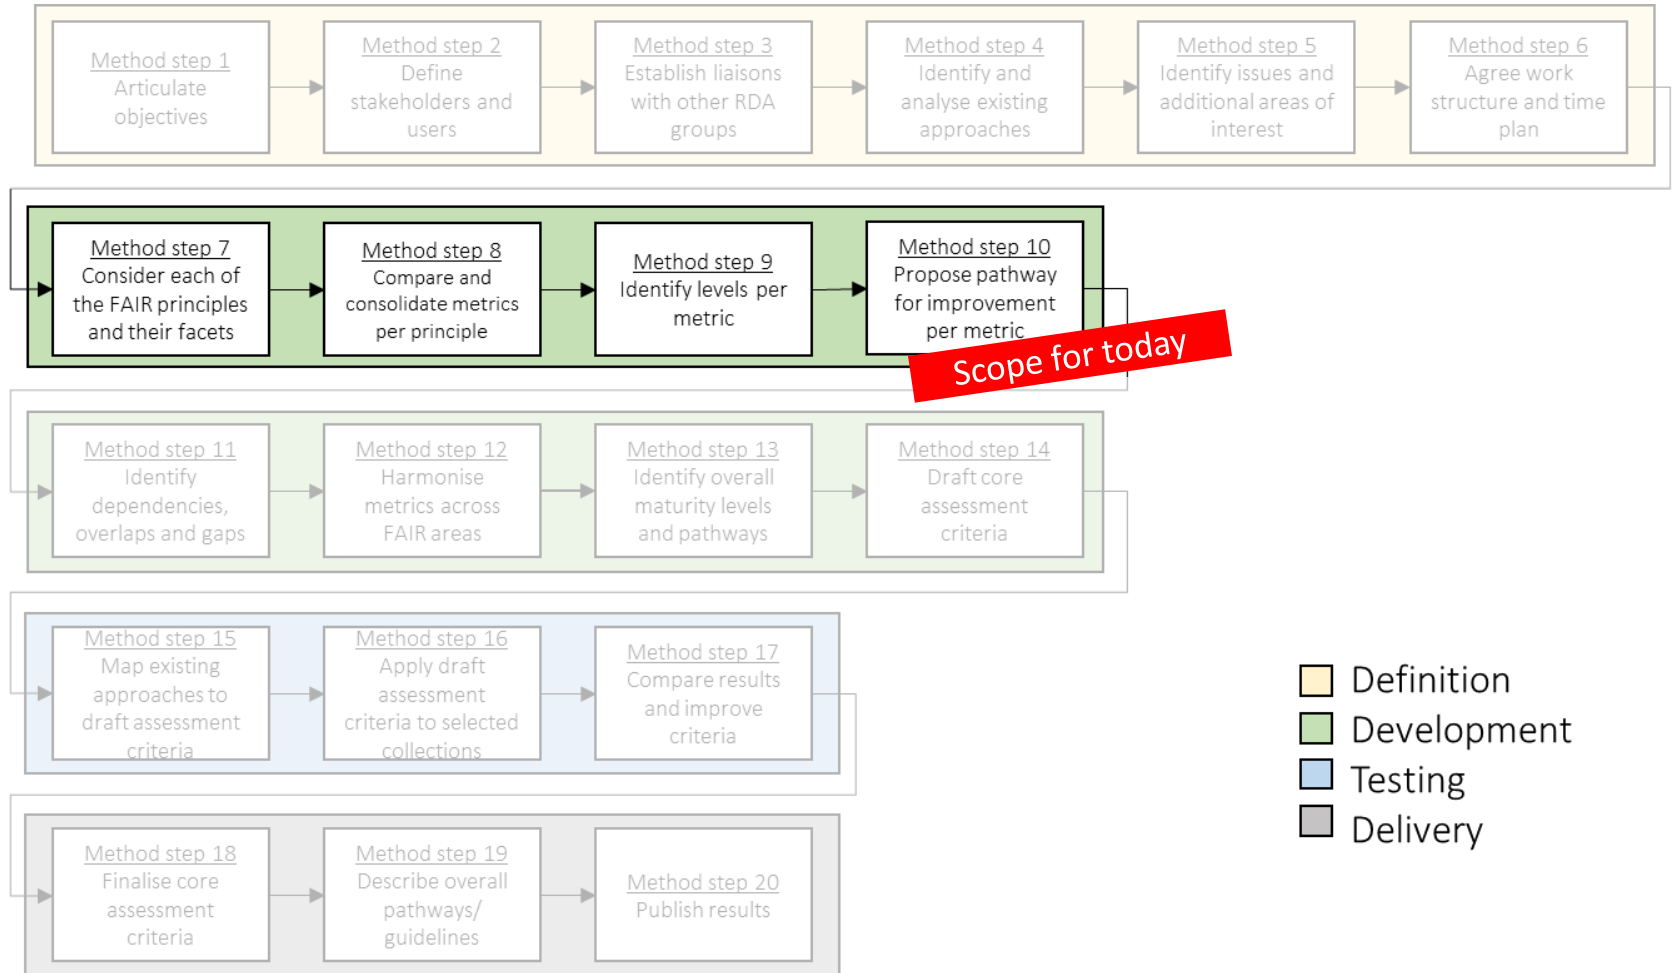 Method step 1
Articulate
objectives
Method step 2
Define
stakeholders and
users
Method step 3
Establish liaisons
with other RDA
groups
Method step 4
Identify and
analyse existing
approaches
Method step 5
Identify issues and
additional areas of
interest
Method step 6
Agree work
structure and time
plan
Method step 7
Consider each of
the FAIR principles
and their facets
Method step 8
Compare and
consolidate metrics
per principle
Method step 9
Identify levels per
metric
Method step 10
Propose pathway
for improvement
per metric
Scope for today
Method step 11
Identify
dependencies,
overlaps and gaps
Method step 12
Harmonise
metrics across
FAIR areas
Method step 13
Identify overall
maturity levels
and pathways
Method step 14
Draft core
assessment
criteria
Method step 15
Map existing
approaches to
draft assessment
criteria
Method step 16
Apply draft
assessment
criteria to selected
collections
Method step 17
Compare results
and improve
criteria
Method step 18
Finalise core
assessment
criteria
Method step 19
Describe overall
pathways/
guidelines
Method step 20
Publish results
Definition
Development
Testing
Delivery